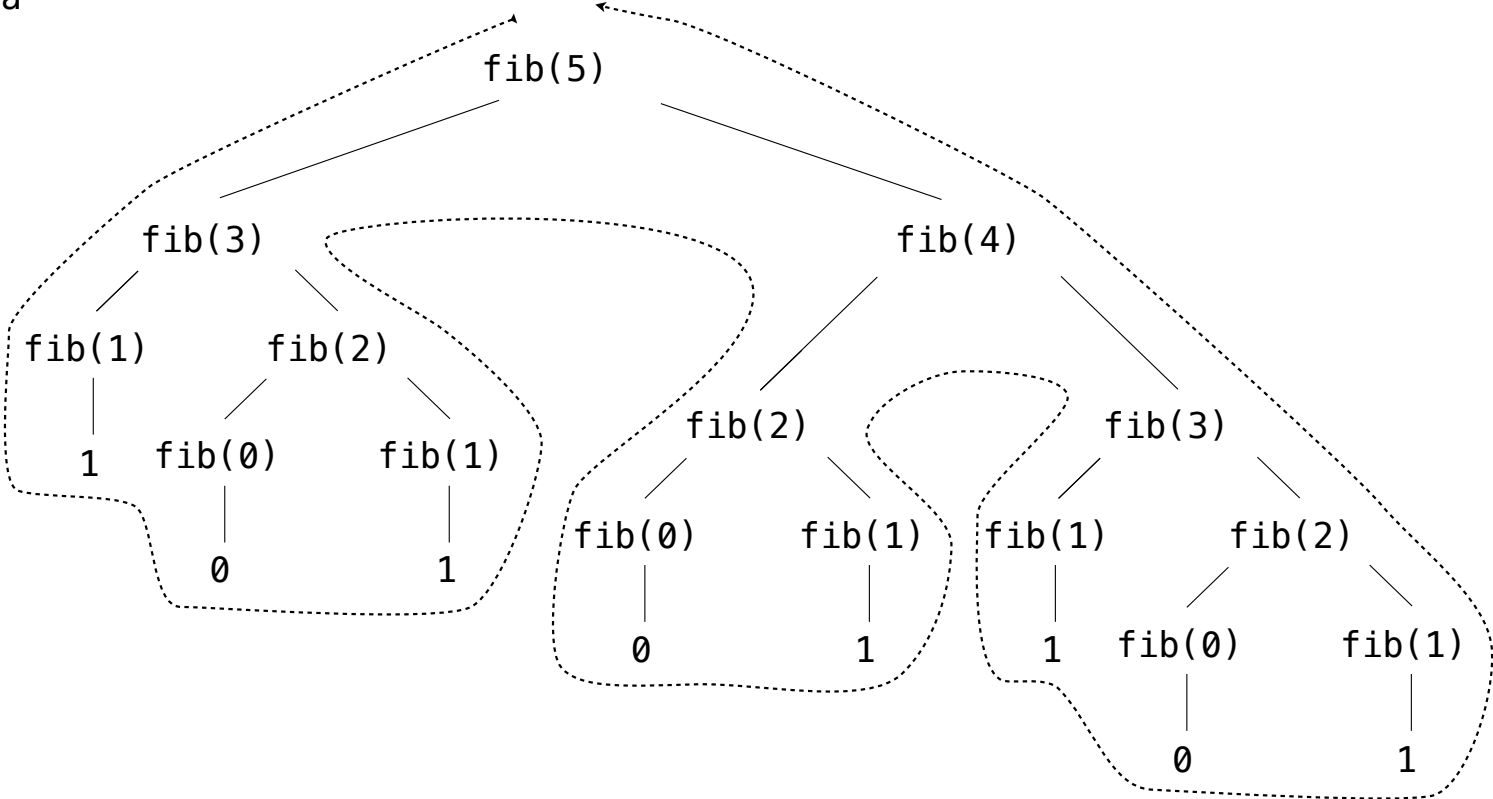 a
fib(5)
fib(3) fib(4)
fib(1) fib(2)
fib(2) fib(3)
1 fib(0) fib(1)
fib(0) fib(1) fib(1) fib(2)
0 1
0 1 1 fib(0) fib(1)
0 1